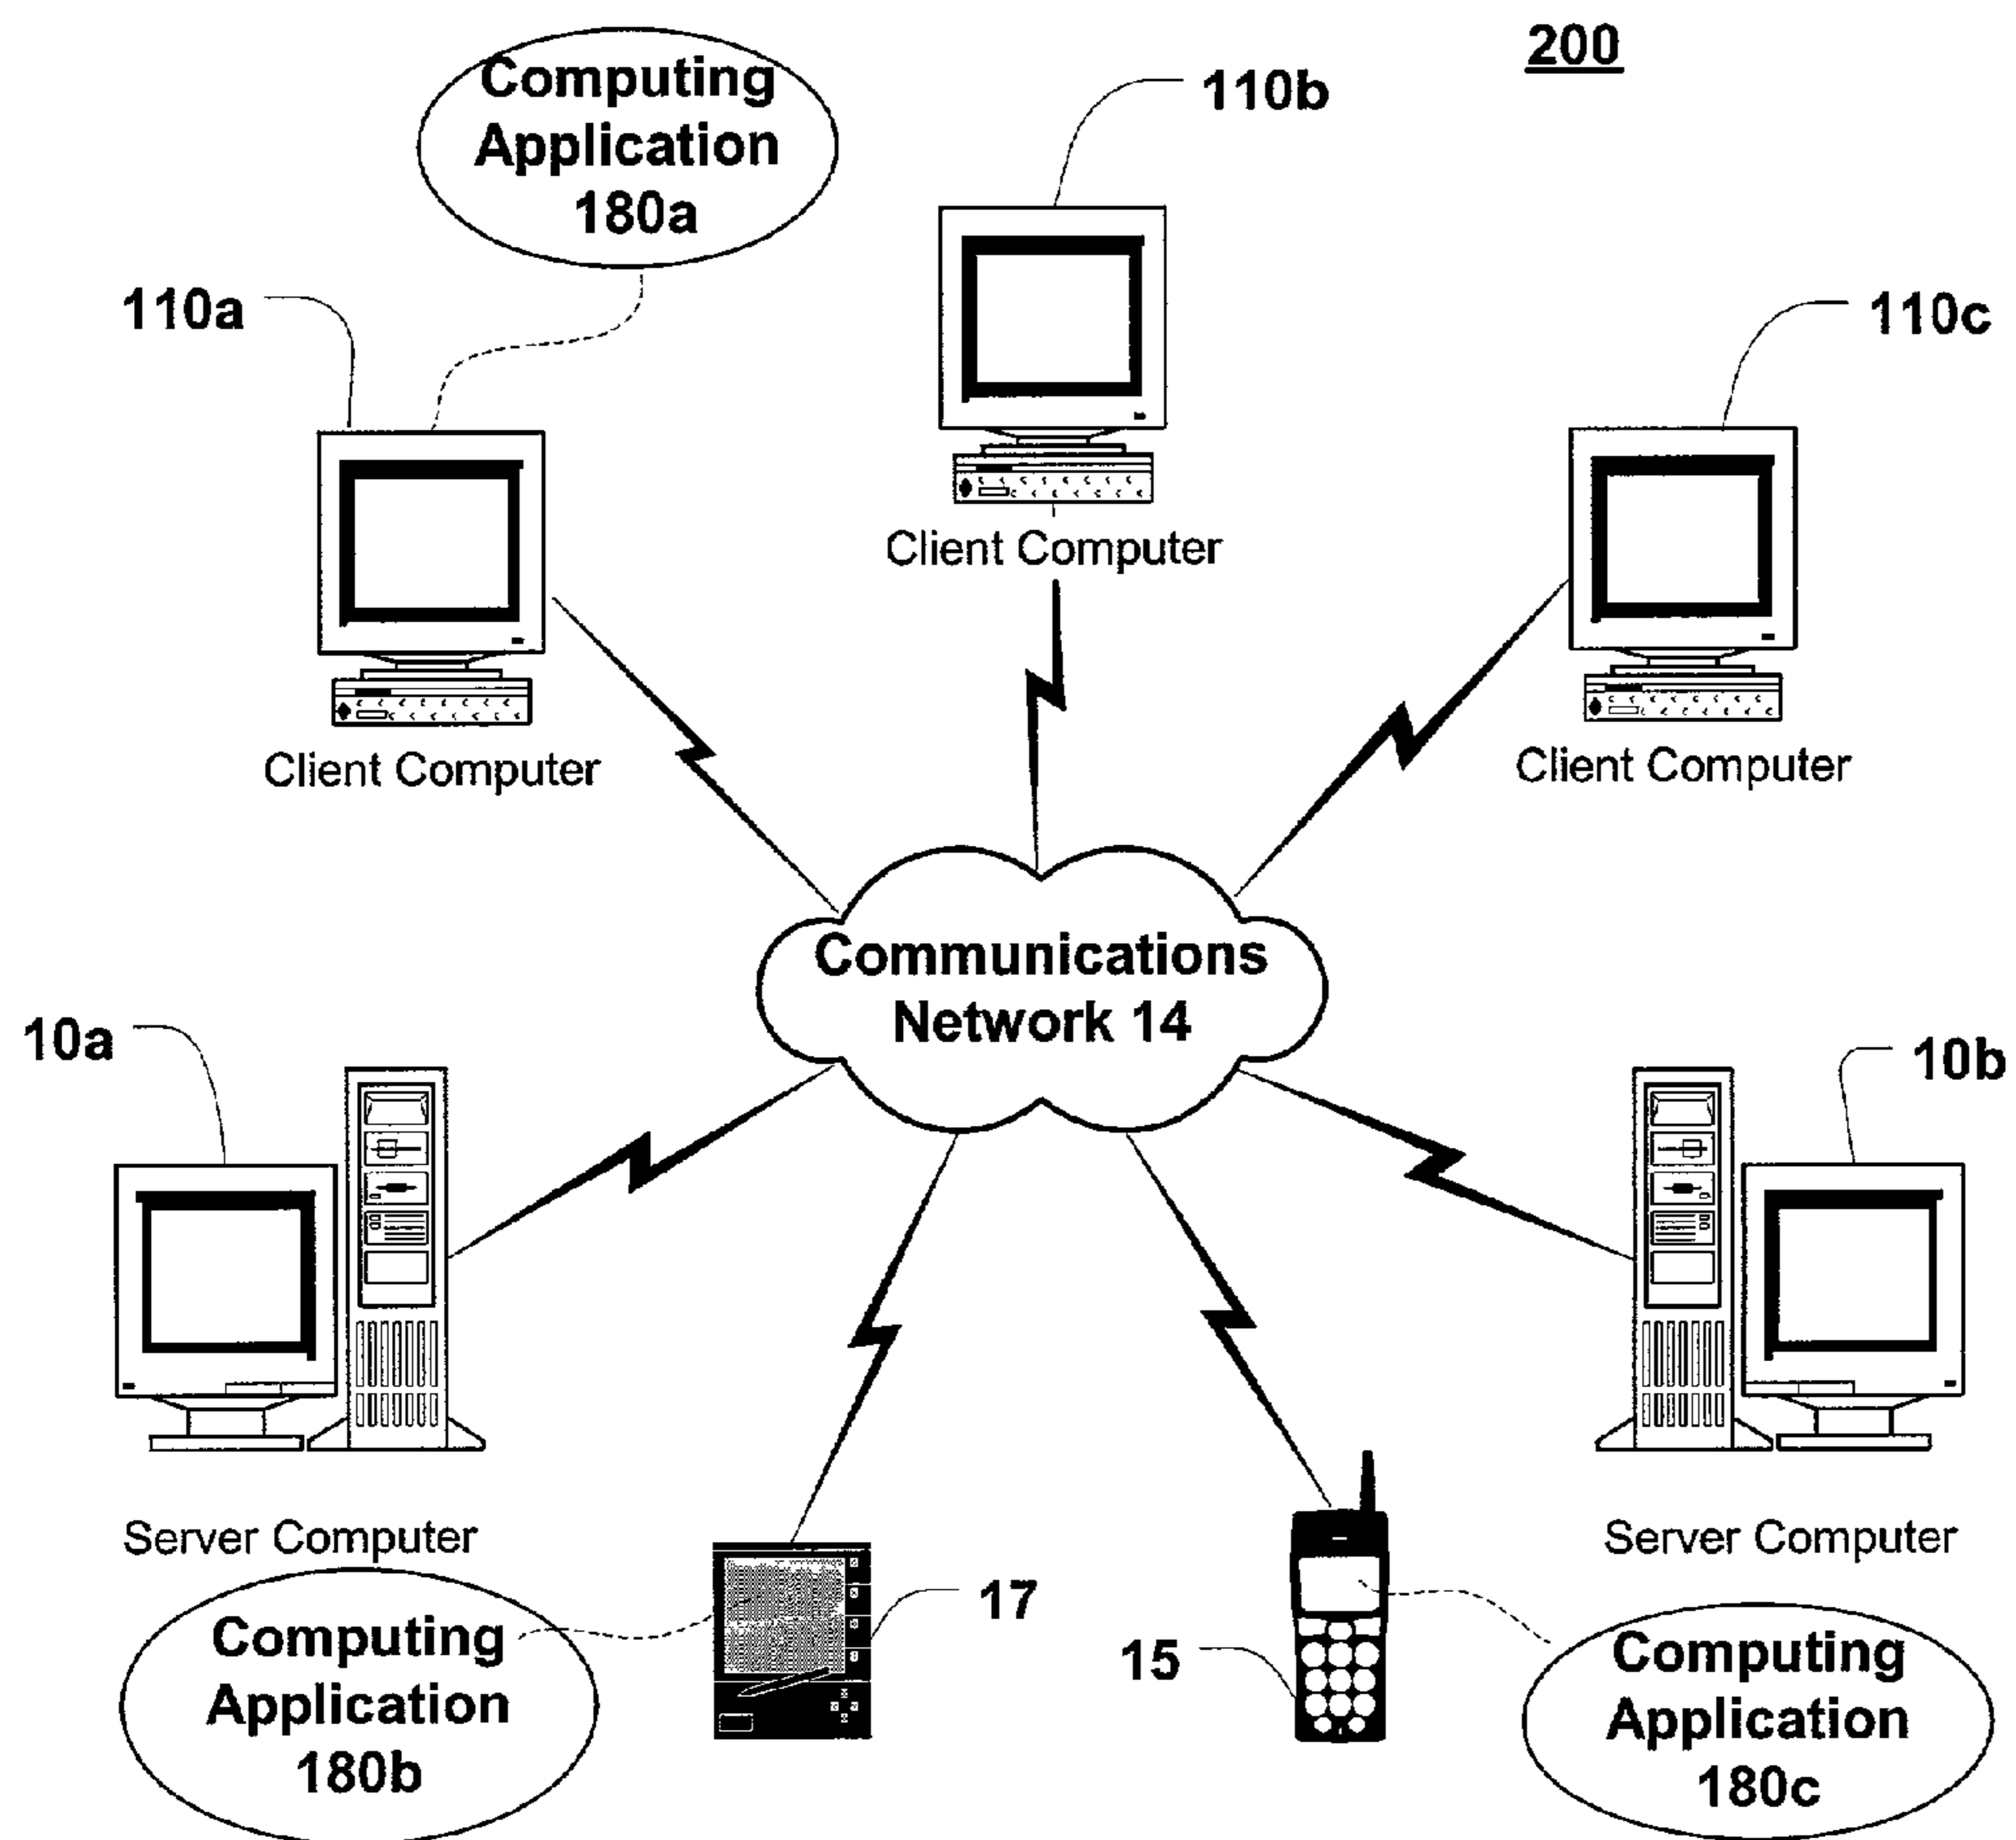 200
Computing
Application
180a
110b
110a
110c
Client Computer
Client Computer
Client Computer
Communications
Network 14
10a
10b
Server Computer
Server Computer
17
15
Computing
Application
180b
Computing
Application
180c